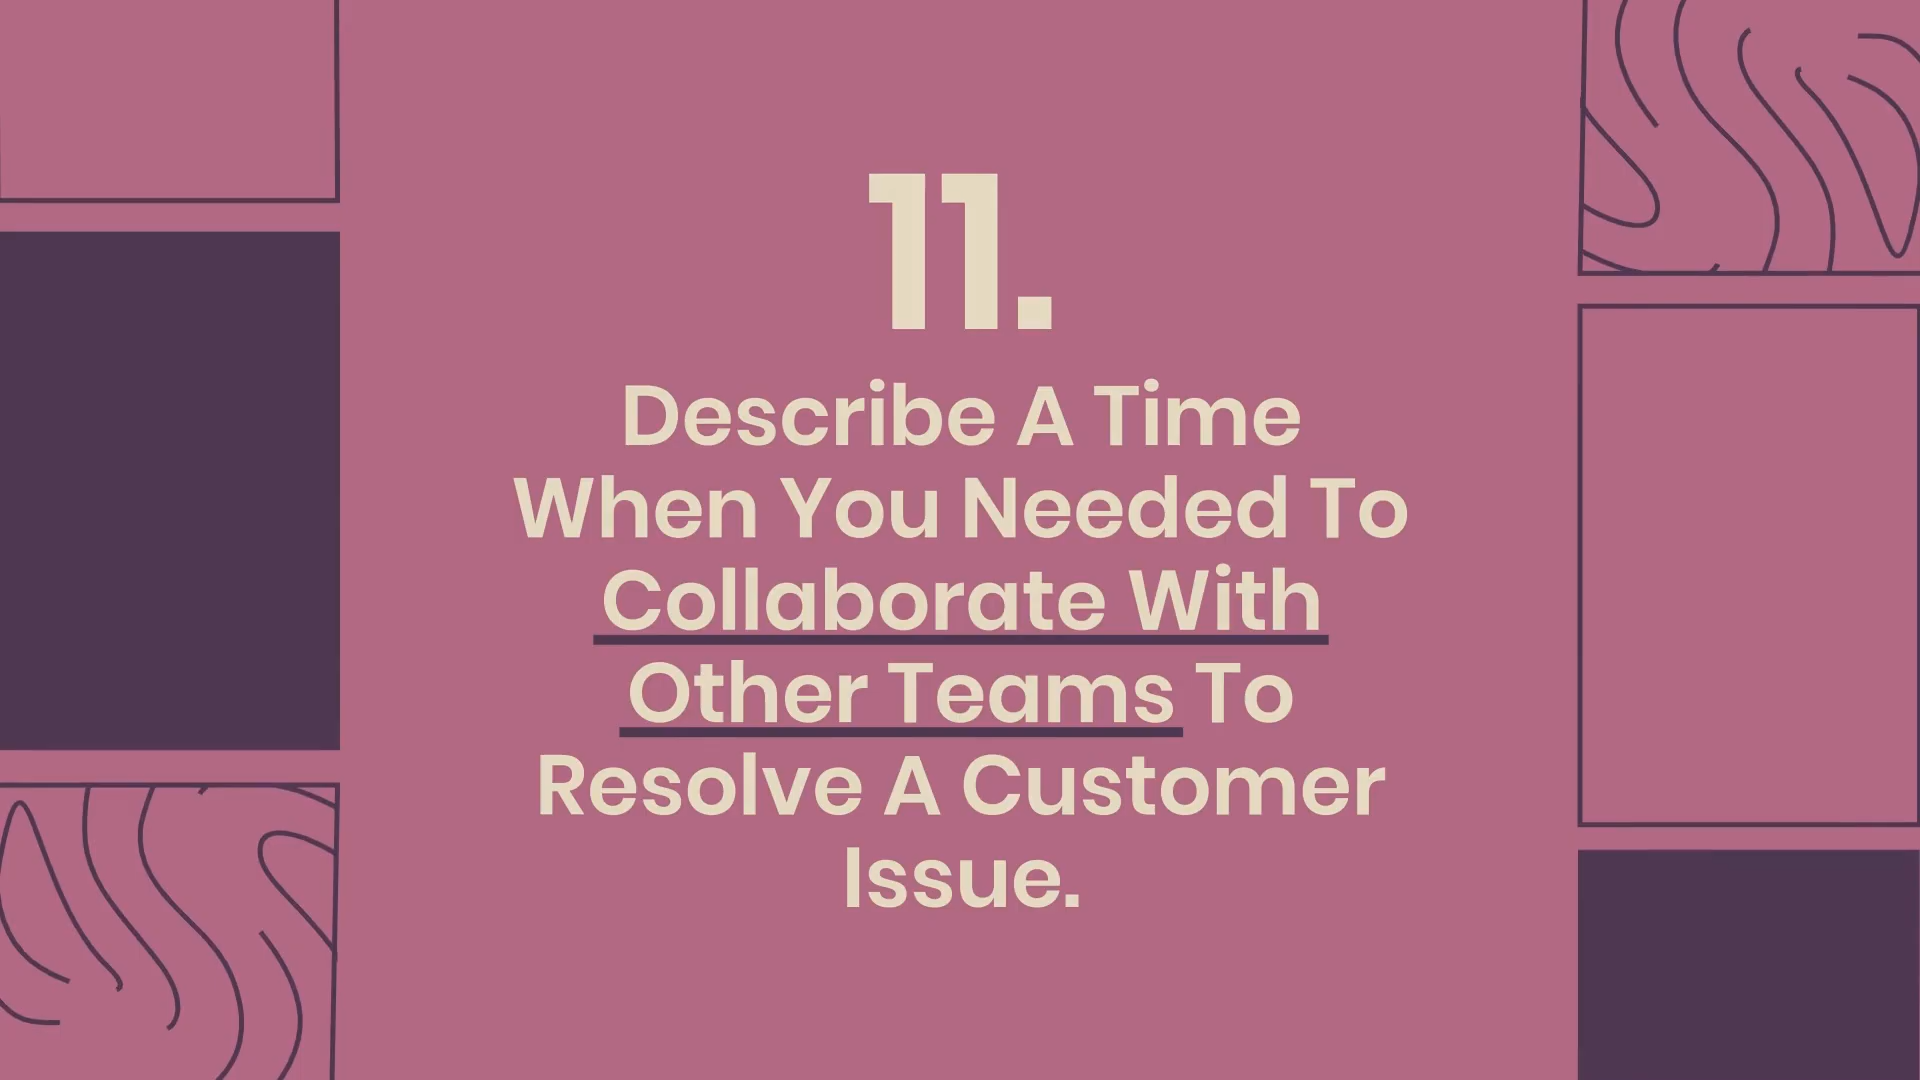 11.
Describe A Time
When You Needed To
Collaborate With
Other Teams To
Resolve A Customer
Issue.